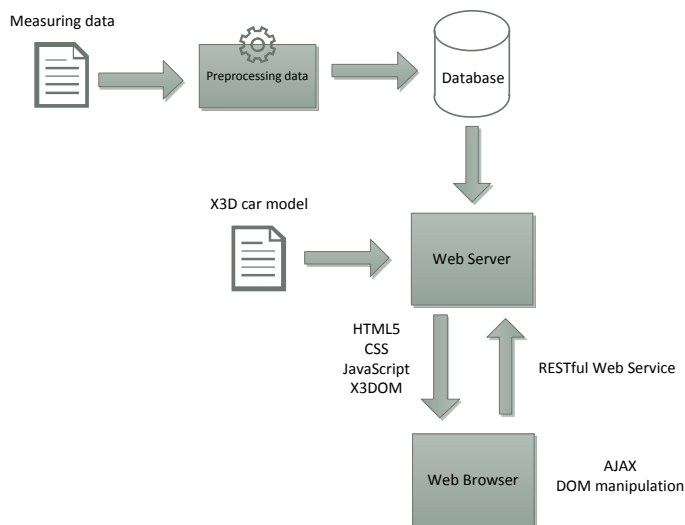 Measuring data
Preprocessing data
Database
X3D car model
Web Server
HTML5
CSS
JavaScript
X3DOM
RESTful Web Service
Web Browser
AJAX
DOM manipulation